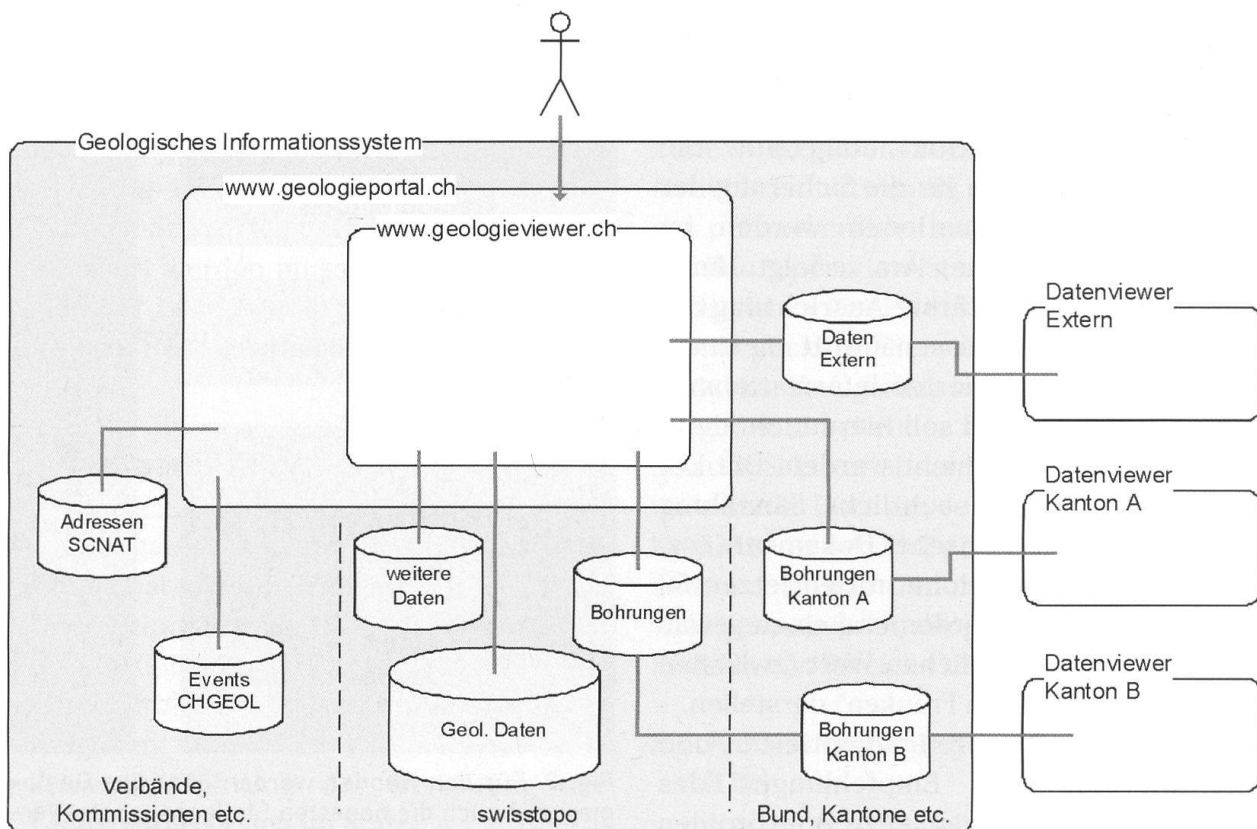 Geologisches Informationssystem
www.geologieportal.ch
www.geologieviewer.ch
Daten
Extern
Datenviewer
Extern
Adressen
SCNAT
weitere
Daten
Bohrungen
Bohrungen
Kanton A
Datenviewer
Kanton A
Events
CHGEOL
Geol. Daten
Bohrungen
Kanton B
Datenviewer
Kanton B
Verbände,
Kommissionen etc.
swisstopo
Bund, Kantone etc.